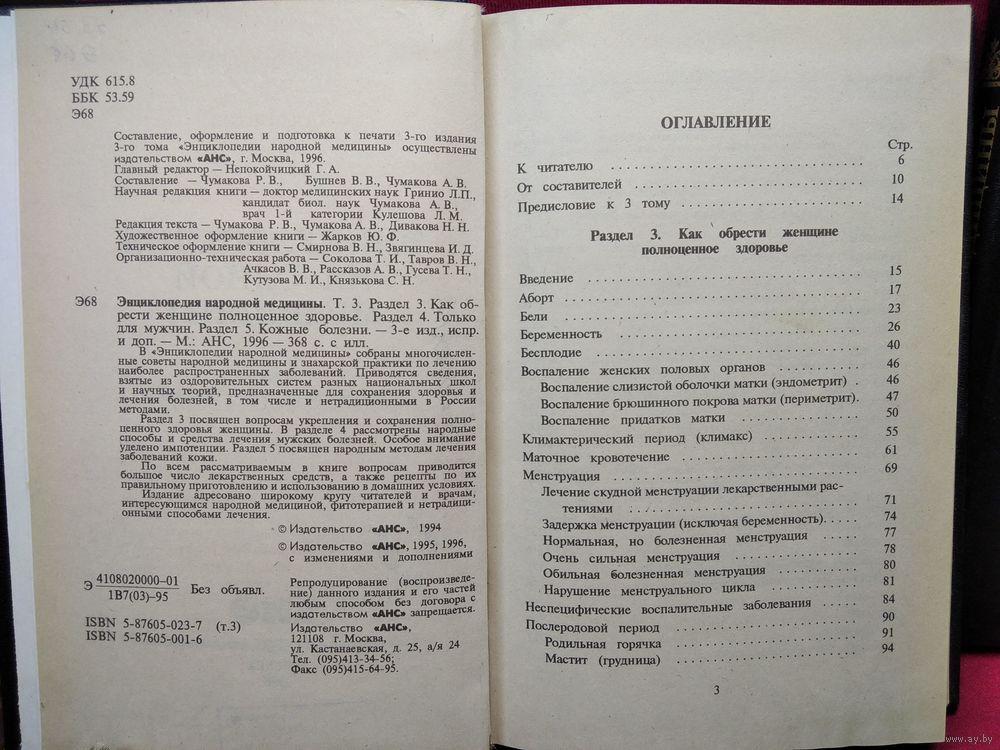 УДК 615.8
ББК 53.59
Э68
Составление, оформление и подготовка к печати 3-го издания
3-го тома «Энциклопедии народной медицины» осуществлены
издательством «АНС», г. Москва, 1996.
Главный редактор — Непокойчицкий Г. А.
Составление — Чумакова Р. В., Бушнев В. В., Чумакова А. В.
Научная редакция книги — доктор медицинских наук Гринио Л.П.,
кандидат биол. наук Чумакова А. В.,
врач 1-й категории Кулешова Л. М.
Редакция текста — Чумакова Р. В., Чумакова А. В., Дивакова Н. Н.
Художественное оформление книги — Жарков Ю. Ф.
Техническое оформление книги — Смирнова В. Н., Звягинцева И. Д.
Организационно-техническая работа — Соколова Т. И., Тавров В. Н.,
Ачкасов В. В., Рассказов А. В., Гусева Т. Н.,
Кутузова М. И., Князькова С. Н.
Э68 Энциклопедия народной медицины. Т. 3. Раздел 3. Как об-
рести женщине полноценное здоровье. Раздел 4. Только
для мужчин. Раздел 5. Кожные болезни. — 3-е изд., испр.
и доп. — М.: АНС, 1996 — 368 с. с илл.
В «Энциклопедии народной медицины» собраны многочислен-
ные советы народной медицины и знахарской практики по лечению
наиболее распространенных заболеваний. Приводятся сведения,
взятые из оздоровительных систем разных национальных школ
и научных теорий, предназначенные для сохранения здоровья и
лечения болезней, в том числе и нетрадиционными в России
методами.
Раздел 3 посвящен вопросам укрепления и сохранения полно-
ценного здоровья женщины. В разделе 4 рассмотрены народные
способы и средства лечения мужских болезней. Особое внимание
уделено импотенции. Раздел 5 посвящен народным методам лечения
заболеваний кожи.
По всем рассматриваемым в книге вопросам приводится
большое число лекарственных средств, а также рецепты по их
правильному приготовлению и использованию в домашних условиях.
Издание адресовано широкому кругу читателей и врачам,
интересующимся народной медициной, фитотерапией и нетрадици-
онными способами лечения.
© Издательство «АНС», 1994
© Издательство «АНС», 1995, 1996,
с изменениями и дополнениями
Э 4108020000—01
1В7(03)—95 Без объявл.
ISBN 5-87605-023-7 (т.3)
ISBN 5-87605-001-6
Репродуцирование (воспроизведе-
ние) данного издания и его частей
любым способом без договора с
издательством «АНС» запрещается.
Издательство «АНС»,
121108 г. Москва,
ул. Кастанаевская, д. 25, а/я 24
Тел. (095)413-34-56;
Факс (095)415-64-95.
ОГЛАВЛЕНИЕ
Стр.
К читателю . . . . . . . . . . 6
От составителей . . . . . . . . . . 10
Предисловие к 3 тому . . . . . . . . . . 14
Раздел 3. Как обрести женщине
полноценное здоровье
Введение . . . . . . . . . . 15
Аборт . . . . . . . . . . 17
Бели . . . . . . . . . . 23
Беременность . . . . . . . . . . 26
Бесплодие . . . . . . . . . . 40
Воспаление женских половых органов . . . . . . 46
Воспаление слизистой оболочки матки (эндометрит) . 46
Воспаление брюшинного покрова матки (периметрит). 47
Воспаление придатков матки . . . . . . 50
Климактерический период (климакс) . . . . . . 55
Маточное кровотечение . . . . . . . . . . 61
Менструация . . . . . . . . . . 69
Лечение скудной менструации лекарственными рас-
тениями . . . . . . . . . . 71
Задержка менструации (исключая беременность). . . . . 74
Нормальная, но болезненная менструация . . . . . 77
Очень сильная менструация . . . . . . . 78
Обильная болезненная менструация . . . . . . 80
Нарушение менструального цикла . . . . . . 81
Неспецифические воспалительные заболевания . . . . 84
Послеродовой период . . . . . . . . . . 90
Родильная горячка . . . . . . . . . . 91
Мастит (грудница) . . . . . . . . . . 94
3
www.ay.by